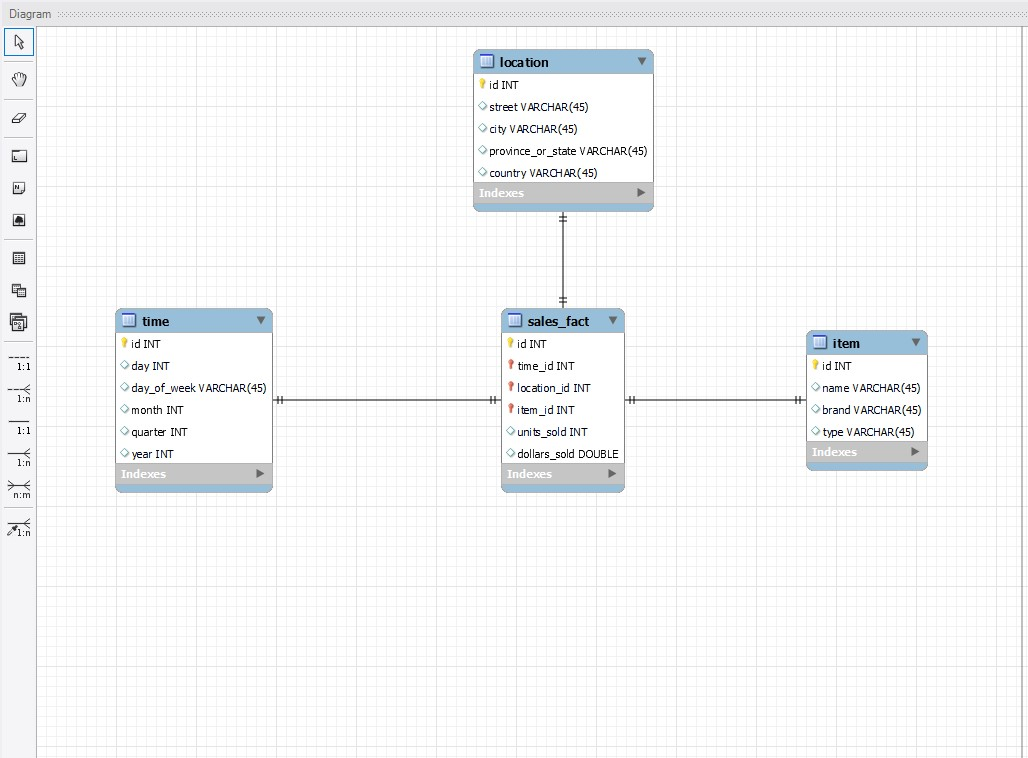 Diagram
location
id INT
street VARCHAR(45)
city VARCHAR(45)
province_or_state VARCHAR(45)
country VARCHAR(45)
Indexes
time
id INT
day INT
day_of_week VARCHAR(45)
month INT
quarter INT
year INT
Indexes
sales_fact
id INT
time_id INT
location_id INT
item_id INT
units_sold INT
dollars_sold DOUBLE
Indexes
item
id INT
name VARCHAR(45)
brand VARCHAR(45)
type VARCHAR(45)
Indexes
1:1
1:n
1:1
1:n
n:m
1:n